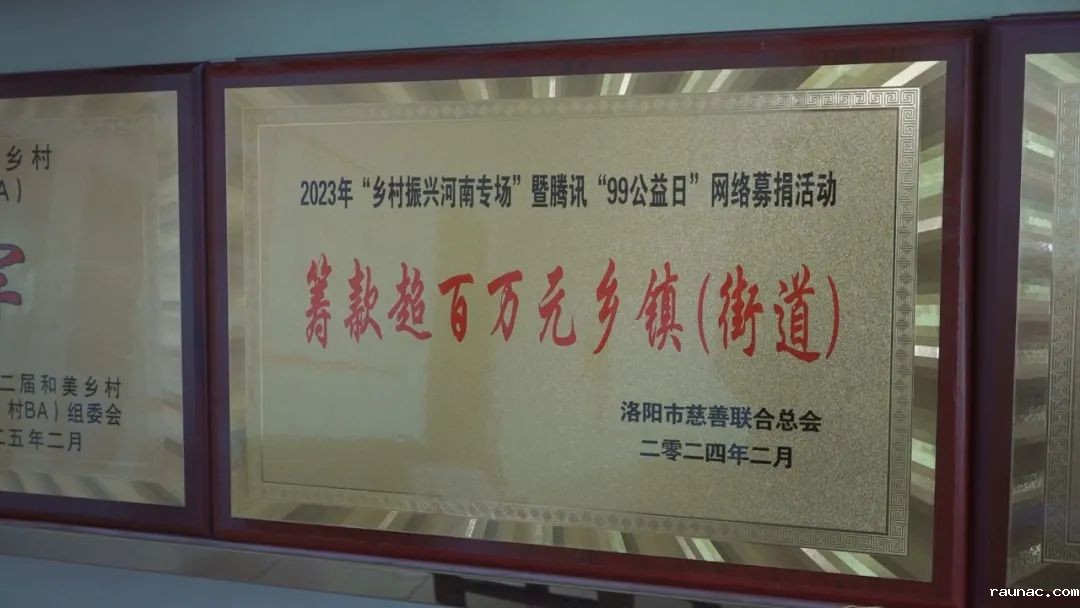 乡村
BA）
二届和美乡村
村BA）组委会
二五年二月
2023年“乡村振兴河南专场”暨腾讯“99公益日”网络募捐活动
筹款超百万元乡镇(街道)
洛阳市慈善联合总会
二零二四年二月
raunac.com